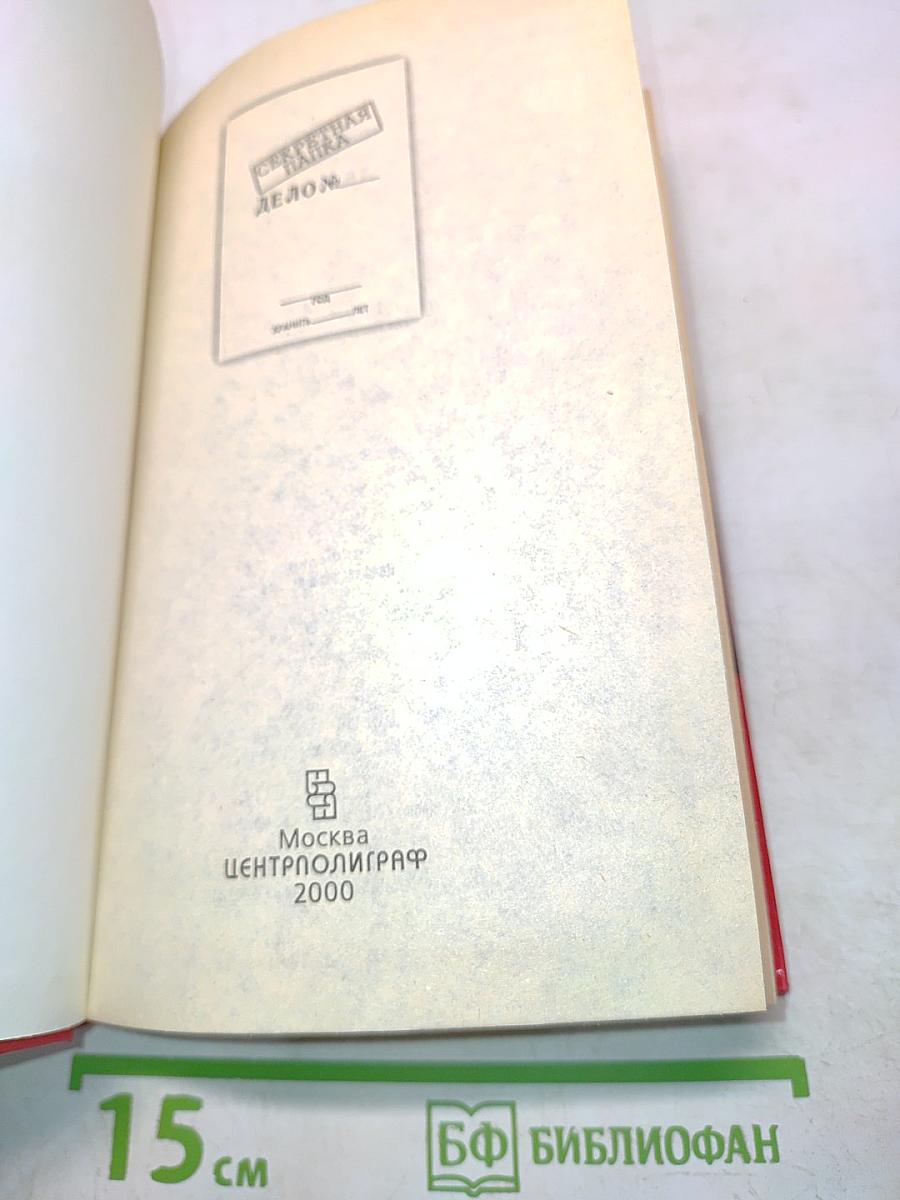 СЕКРЕТНАЯ
ПАПКА
ДЕЛО №
ГОД
ХРАНИТЬ ЛЕТ
Москва
ЦЕНТРПОЛИГРАФ
2000
15 см
БФ БИБЛИОФАН